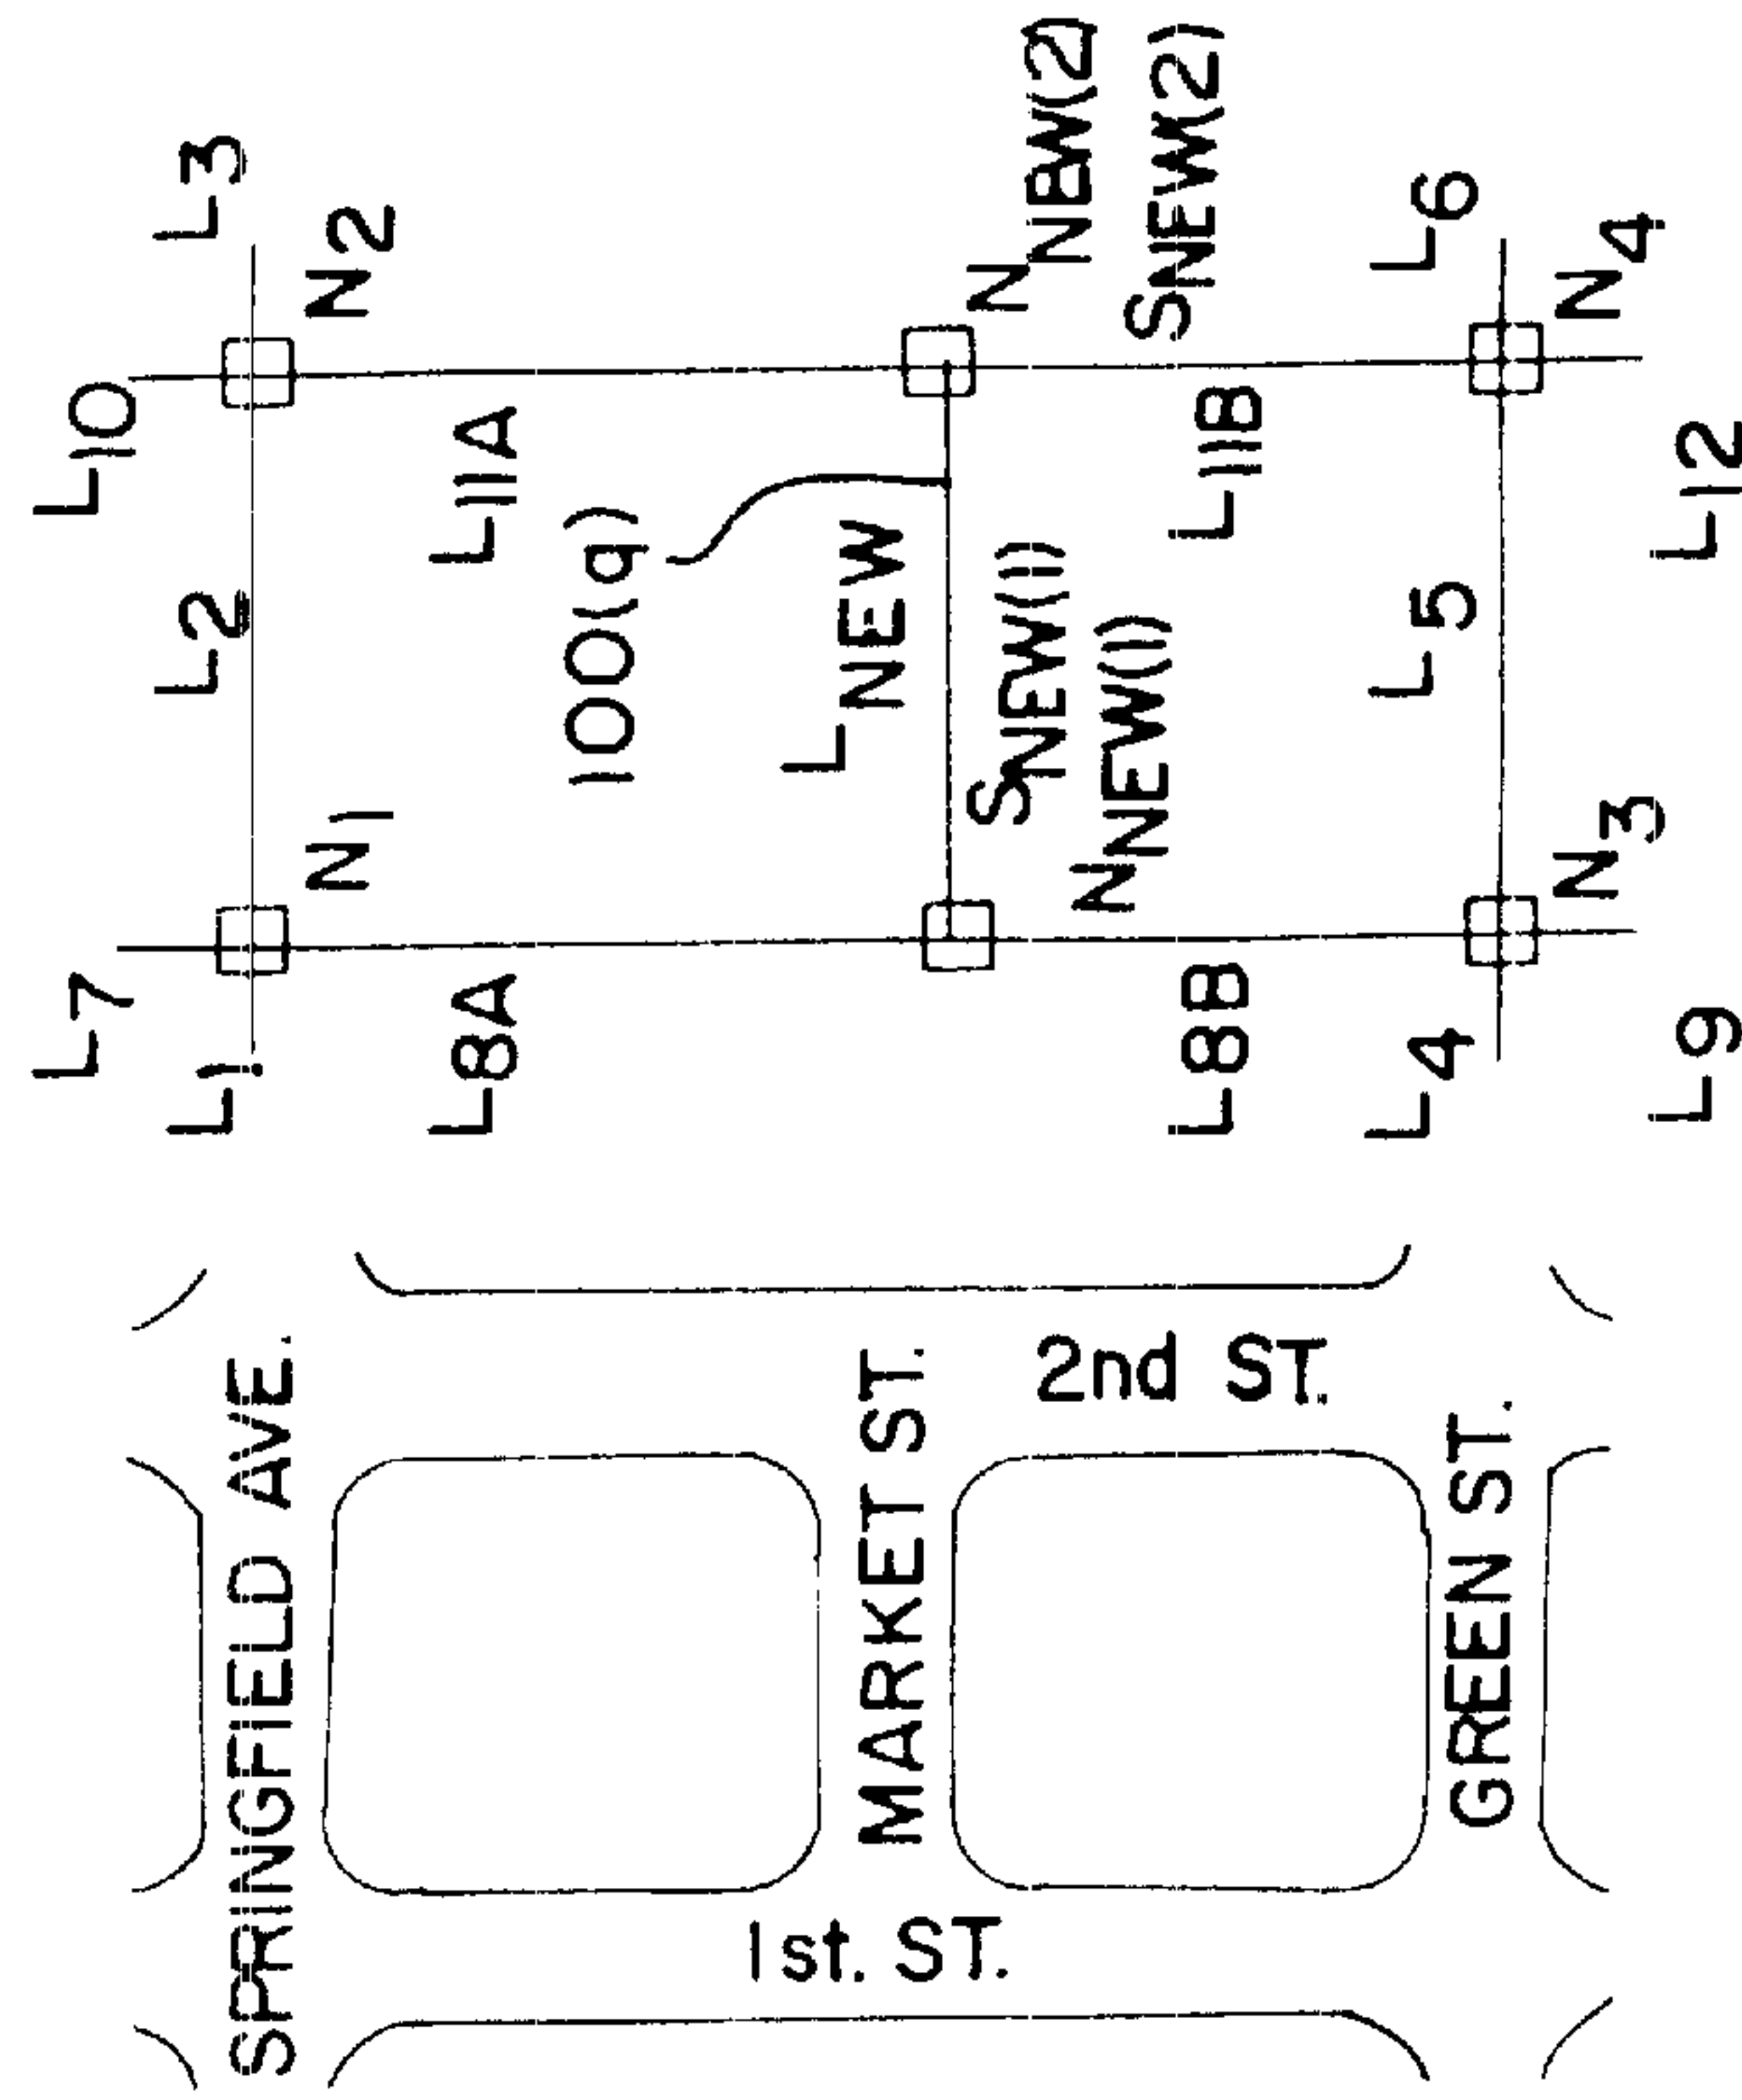 SPRINGFIELD AVE.
MARKET ST.
GREEN ST.
1st. ST.
2nd ST.
L7
L10
L1
L2
L3
N1
N2
L8A
L11A
100(a)
LNEW
SNEW(1)
NNEW(1)
NNEW(2)
SNEW(2)
L8B
L11B
L4
L5
L6
N3
N4
L9
L12